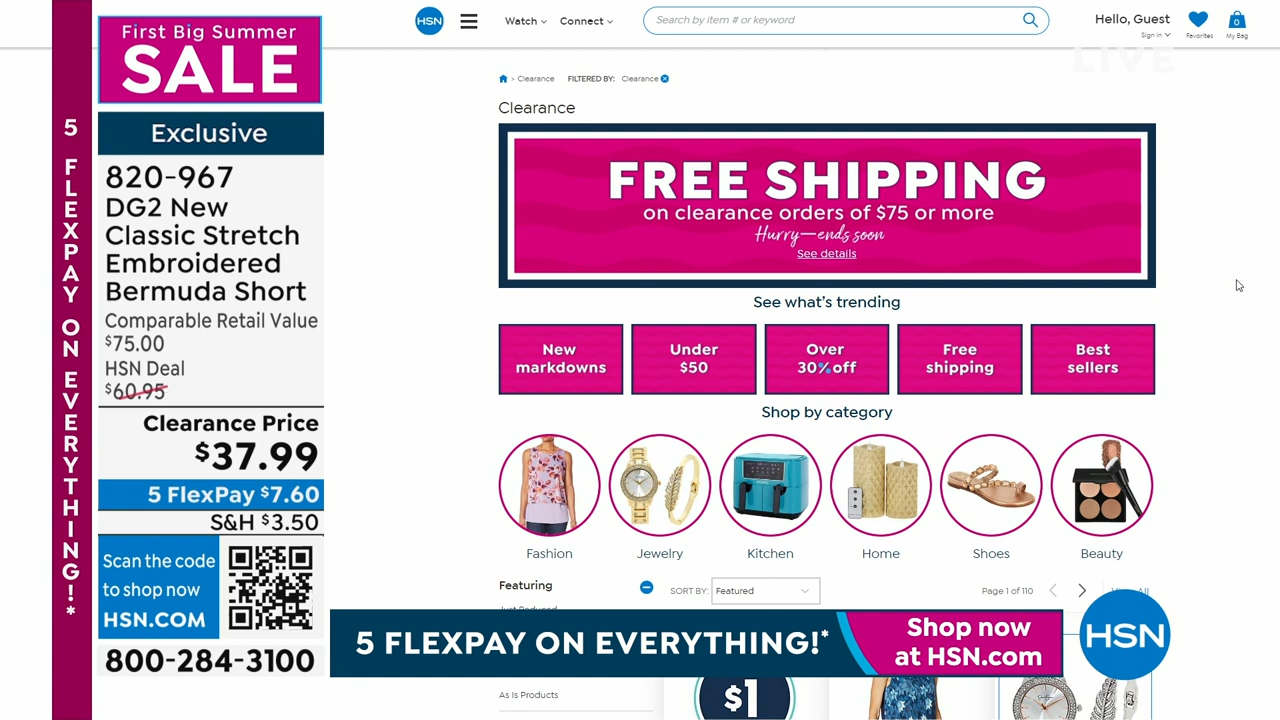 First Big Summer
SALE
5 FLEXPAY ON EVERYTHING!*
Exclusive
820-967
DG2 New
Classic Stretch
Embroidered
Bermuda Short
Comparable Retail Value
$75.00
HSN Deal
$60.95
Clearance Price
$37.99
5 FlexPay $7.60
S&H $3.50
Scan the code
to shop now
HSN.COM
800-284-3100
HSN
Watch
Connect
Search by item # or keyword
Hello, Guest
Sign in
Favorites
0
My Bag
LIVE
> Clearance FILTERED BY: Clearance
Clearance
FREE SHIPPING
on clearance orders of $75 or more
Hurry—ends soon
See details
See what's trending
New
markdowns
Under
$50
Over
30% off
Free
shipping
Best
sellers
Shop by category
Fashion
Jewelry
Kitchen
Home
Shoes
Beauty
Featuring
SORT BY: Featured
Page 1 of 110
View All
Just Reduced
5 FLEXPAY ON EVERYTHING!*
Shop now
at HSN.com
HSN
As Is Products
$1